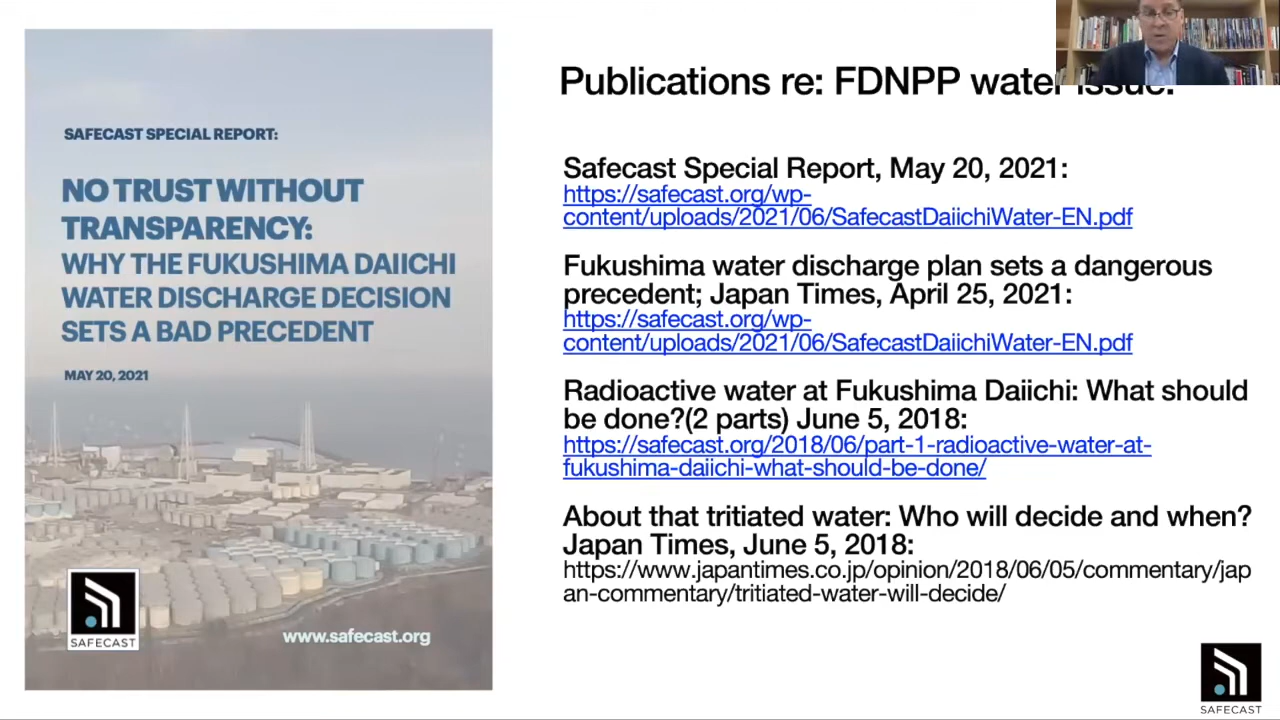 SAFECAST SPECIAL REPORT:
NO TRUST WITHOUT
TRANSPARENCY:
WHY THE FUKUSHIMA DAIICHI
WATER DISCHARGE DECISION
SETS A BAD PRECEDENT
MAY 20, 2021
SAFECAST
www.safecast.org
Publications re: FDNPP water issue:
Safecast Special Report, May 20, 2021:
https://safecast.org/wp-
content/uploads/2021/06/SafecastDaiichiWater-EN.pdf
Fukushima water discharge plan sets a dangerous
precedent; Japan Times, April 25, 2021:
https://safecast.org/wp-
content/uploads/2021/06/SafecastDaiichiWater-EN.pdf
Radioactive water at Fukushima Daiichi: What should
be done?(2 parts) June 5, 2018:
https://safecast.org/2018/06/part-1-radioactive-water-at-
fukushima-daiichi-what-should-be-done/
About that tritiated water: Who will decide and when?
Japan Times, June 5, 2018:
https://www.japantimes.co.jp/opinion/2018/06/05/commentary/jap
an-commentary/tritiated-water-will-decide/
SAFECAST